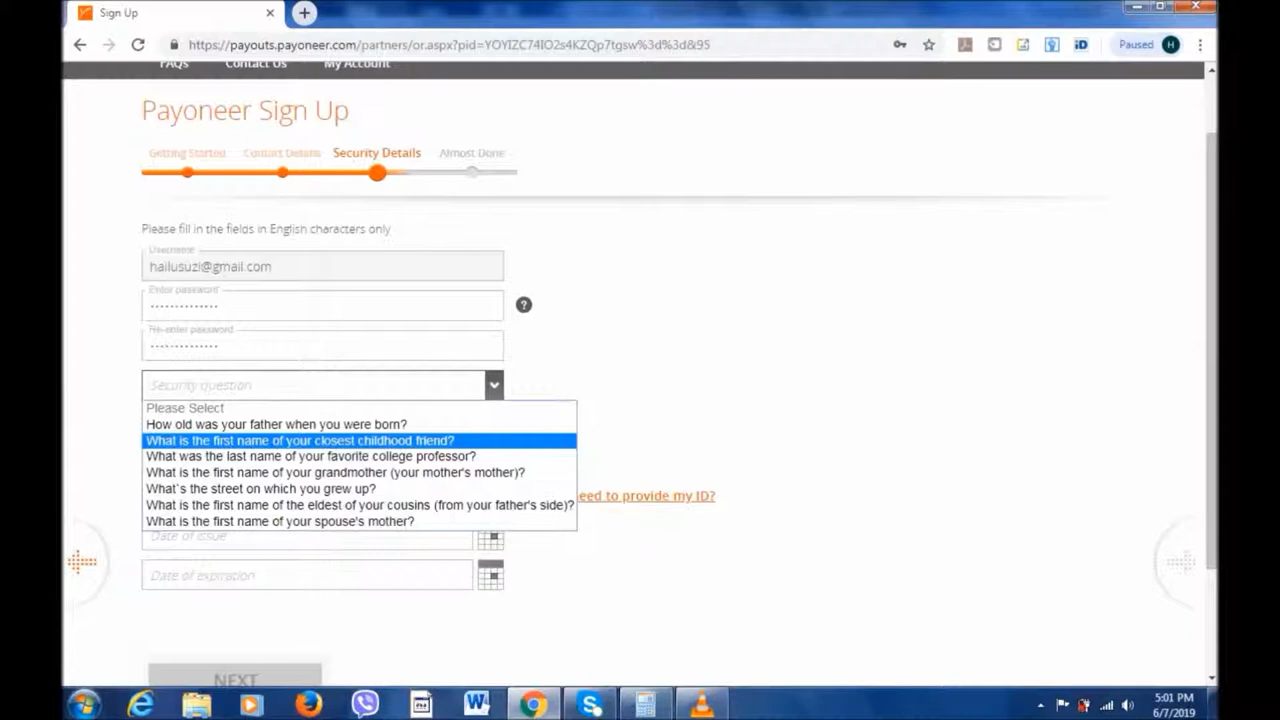 Sign Up
https://payouts.payoneer.com/partners/or.aspx?pid=YOYIZC74IO2s4KZQp7tgsw%3d%3d&95
iD
Paused H
FAQs Contact Us My Account
Payoneer Sign Up
Getting Started Contact Details Security Details Almost Done
Please fill in the fields in English characters only
Username
hailusuzi@gmail.com
Enter password
?
Re-enter password
Security question
Please Select
How old was your father when you were born?
What is the first name of your closest childhood friend?
What was the last name of your favorite college professor?
What is the first name of your grandmother (your mother's mother)?
What`s the street on which you grew up?
eed to provide my ID?
What is the first name of the eldest of your cousins (from your father's side)?
What is the first name of your spouse's mother?
Date of issue
Date of expiration
NEXT
5:01 PM
6/7/2019